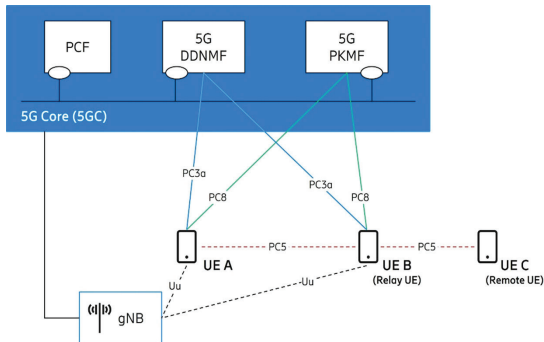 PCF
5G
DDNMF
5G
PKMF
5G Core (5GC)
PC3a
PC8
PC3a
PC8
PC5
PC5
UE A
UE B
(Relay UE)
UE C
(Remote UE)
Uu
Uu
gNB